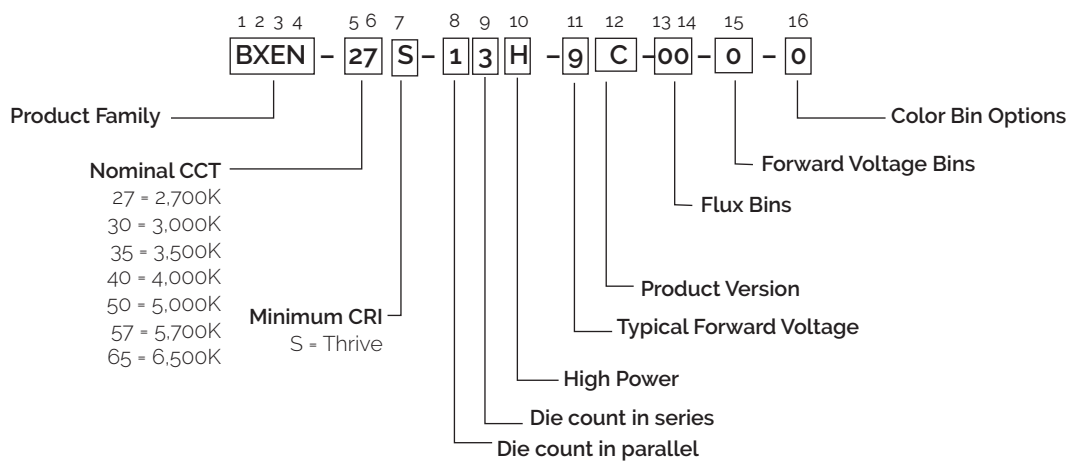 1 2 3 4 5 6 7 8 9 10 11 12 13 14 15 16
BXEN - 27 S - 1 3 H - 9 C - 00 - 0 - 0
Product Family
Color Bin Options
Nominal CCT
Forward Voltage Bins
27 = 2,700K
30 = 3,000K
35 = 3,500K
40 = 4,000K
50 = 5,000K
57 = 5,700K
65 = 6,500K
Flux Bins
Minimum CRI
S = Thrive
Product Version
Typical Forward Voltage
High Power
Die count in series
Die count in parallel